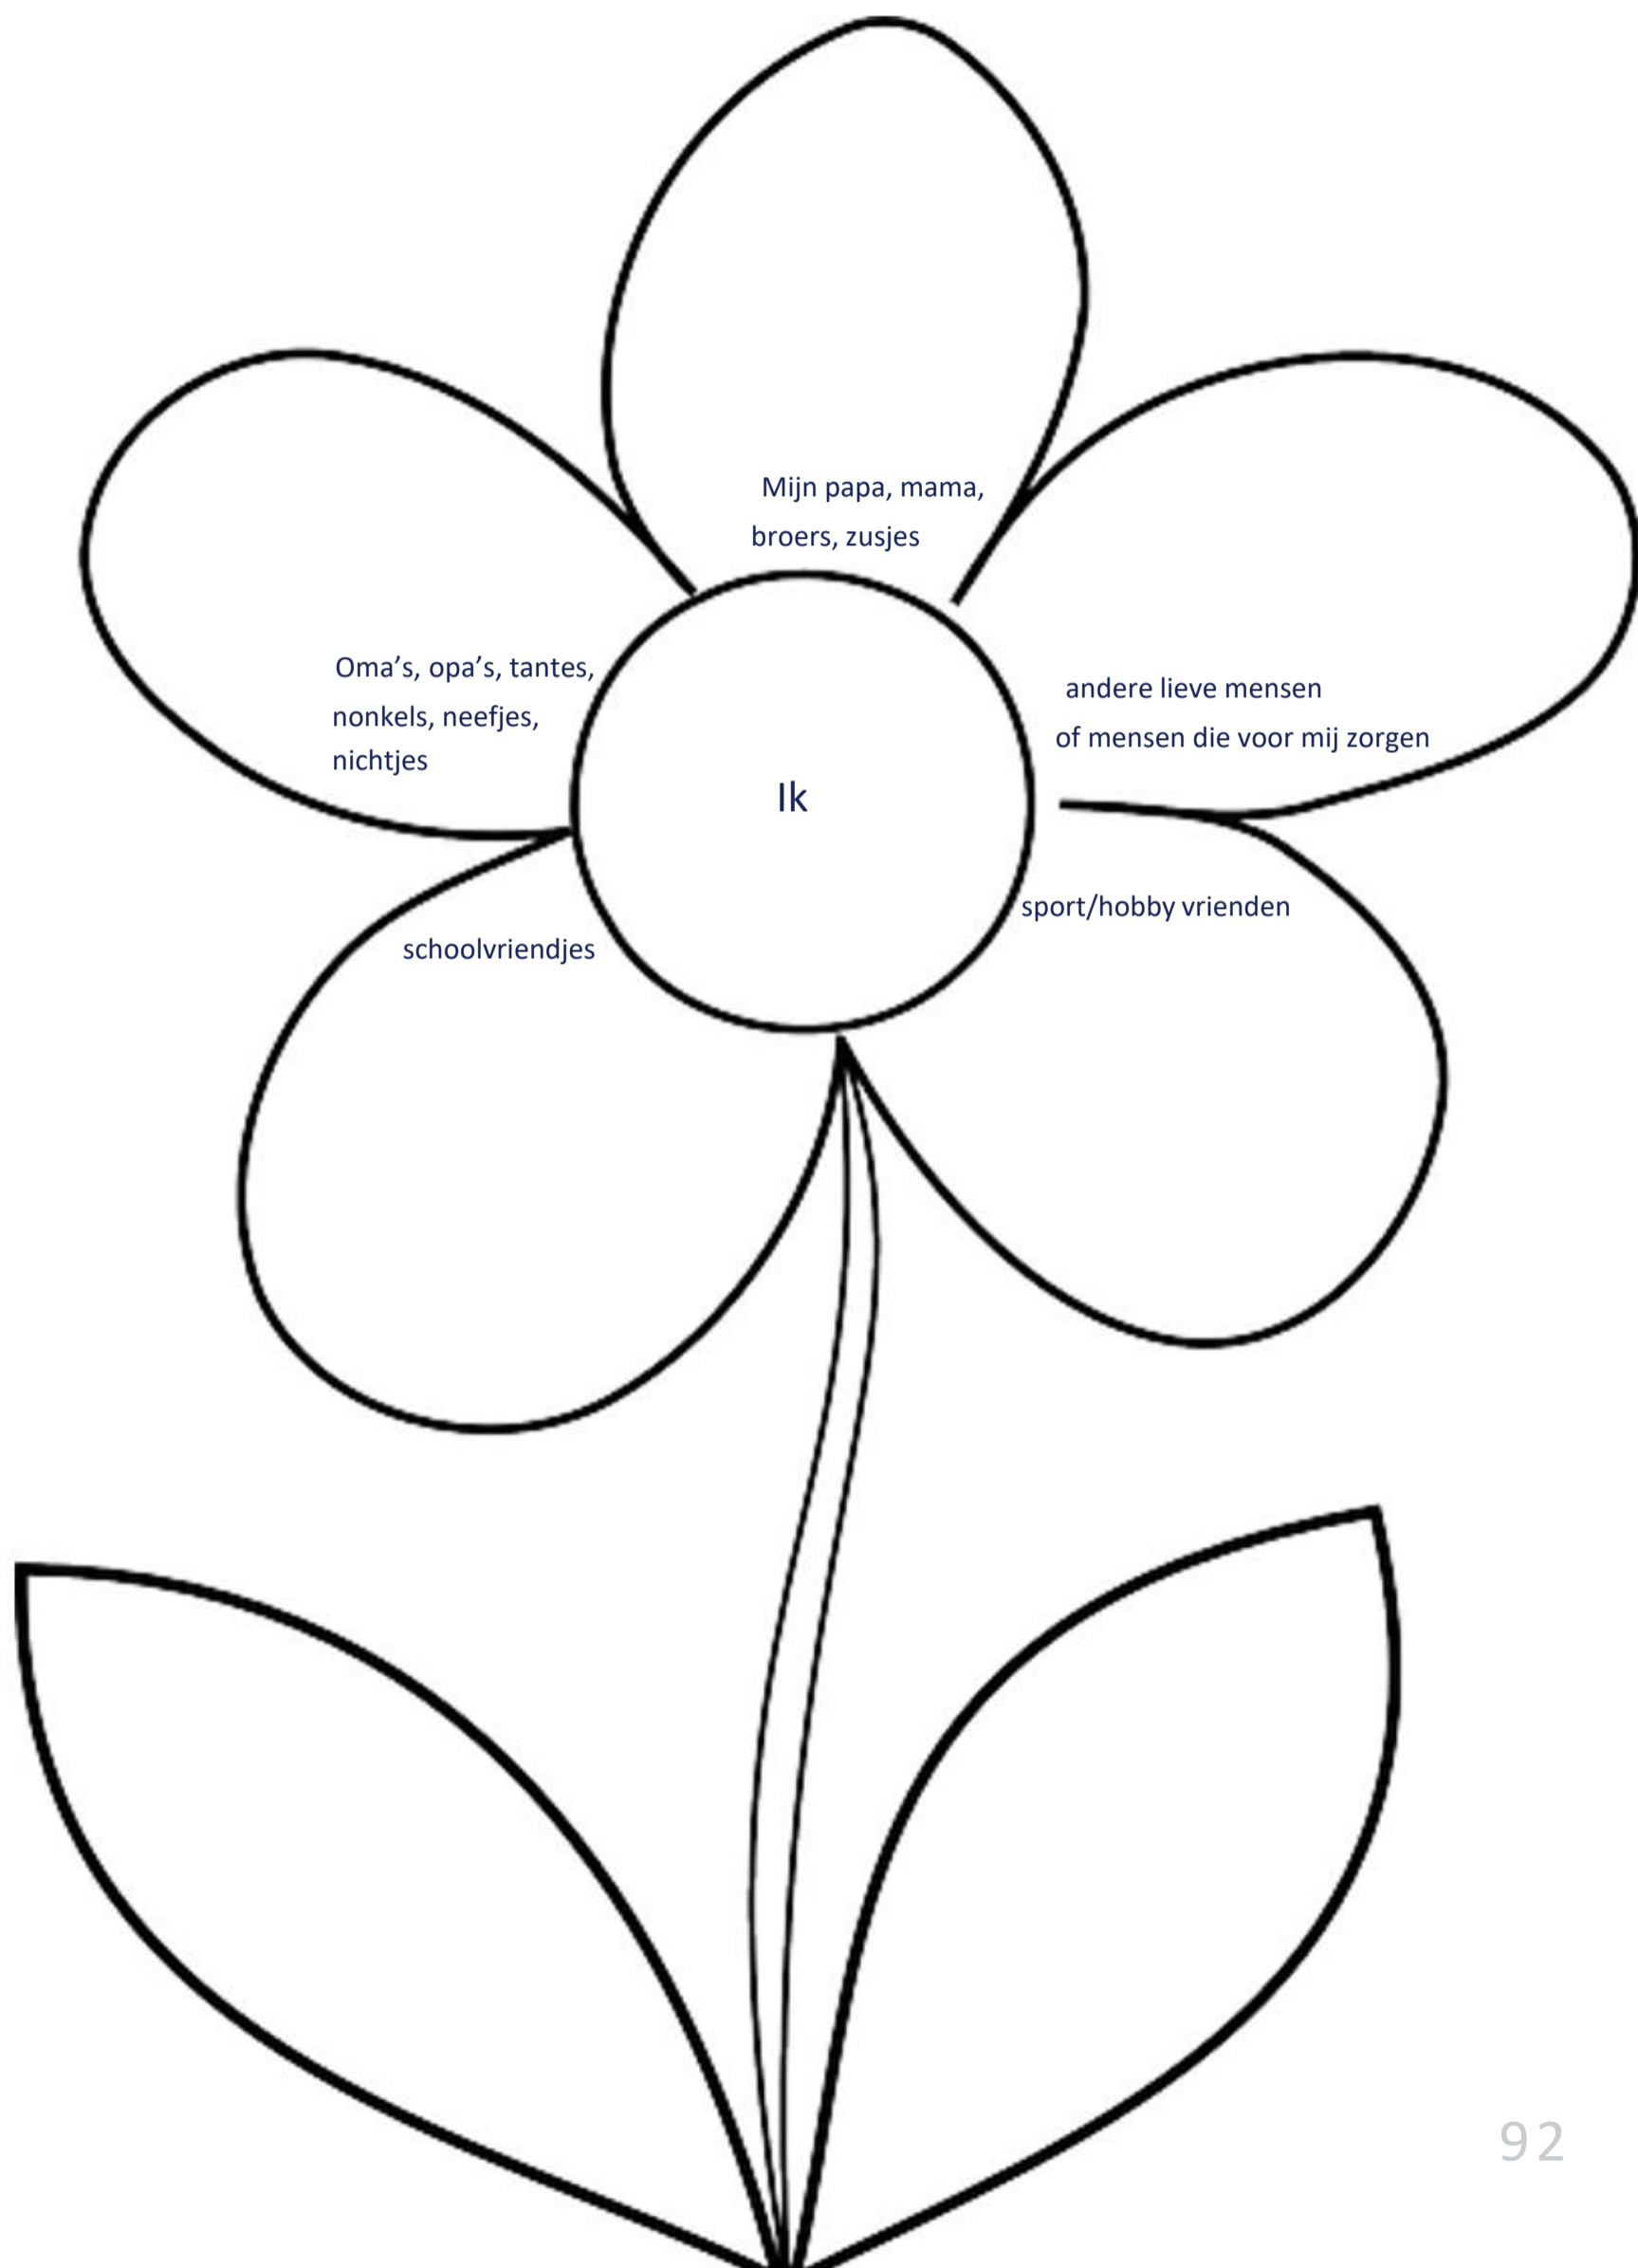 Mijn papa, mama,
broers, zusjes
Oma’s, opa’s, tantes,
nonkels, neefjes,
nichtjes
andere lieve mensen
of mensen die voor mij zorgen
Ik
sport/hobby vrienden
schoolvriendjes
92